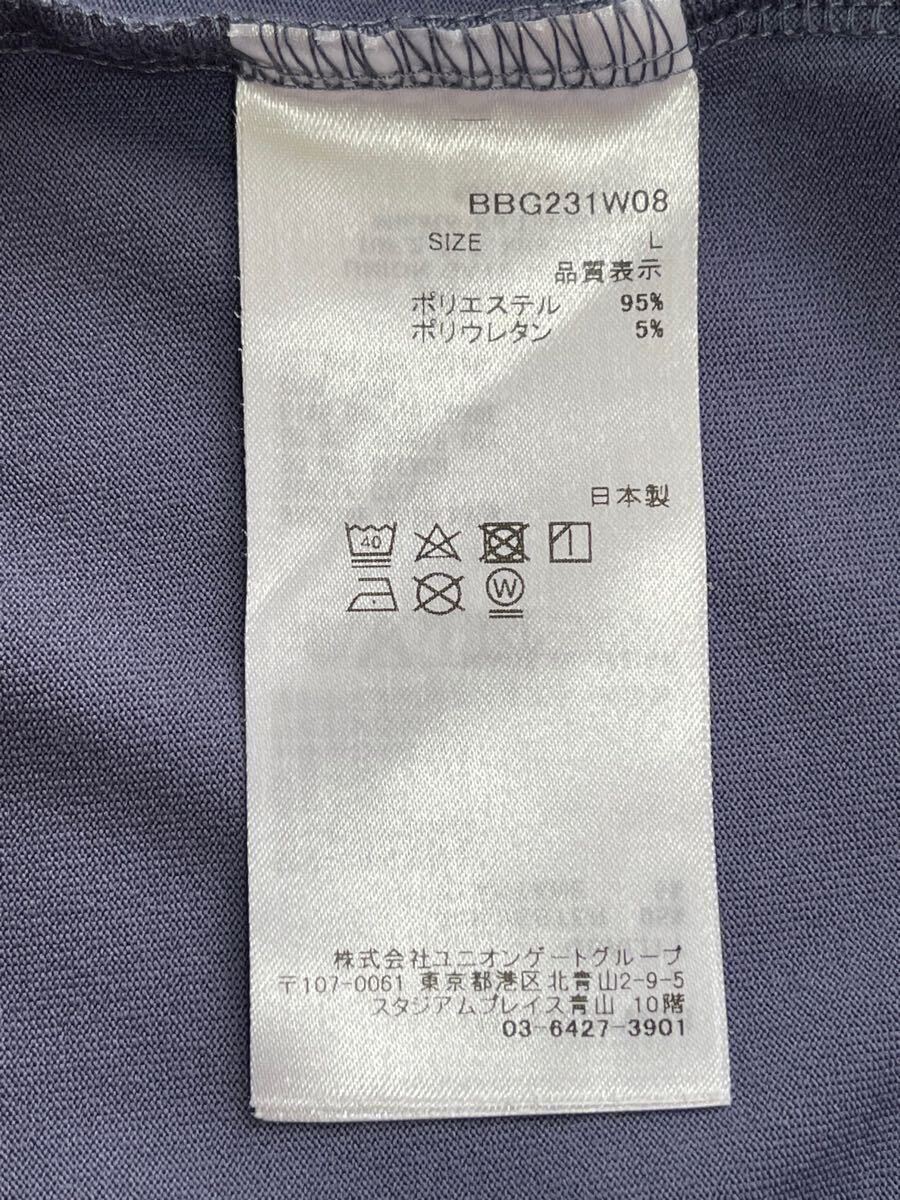 BBG231W08
SIZE L
品質表示
ポリエステル 95%
ポリウレタン 5%
日本製
40
W
株式会社ユニオンゲートグループ
〒107-0061 東京都港区北青山2-9-5
スタジアムプレイス青山 10階
03-6427-3901